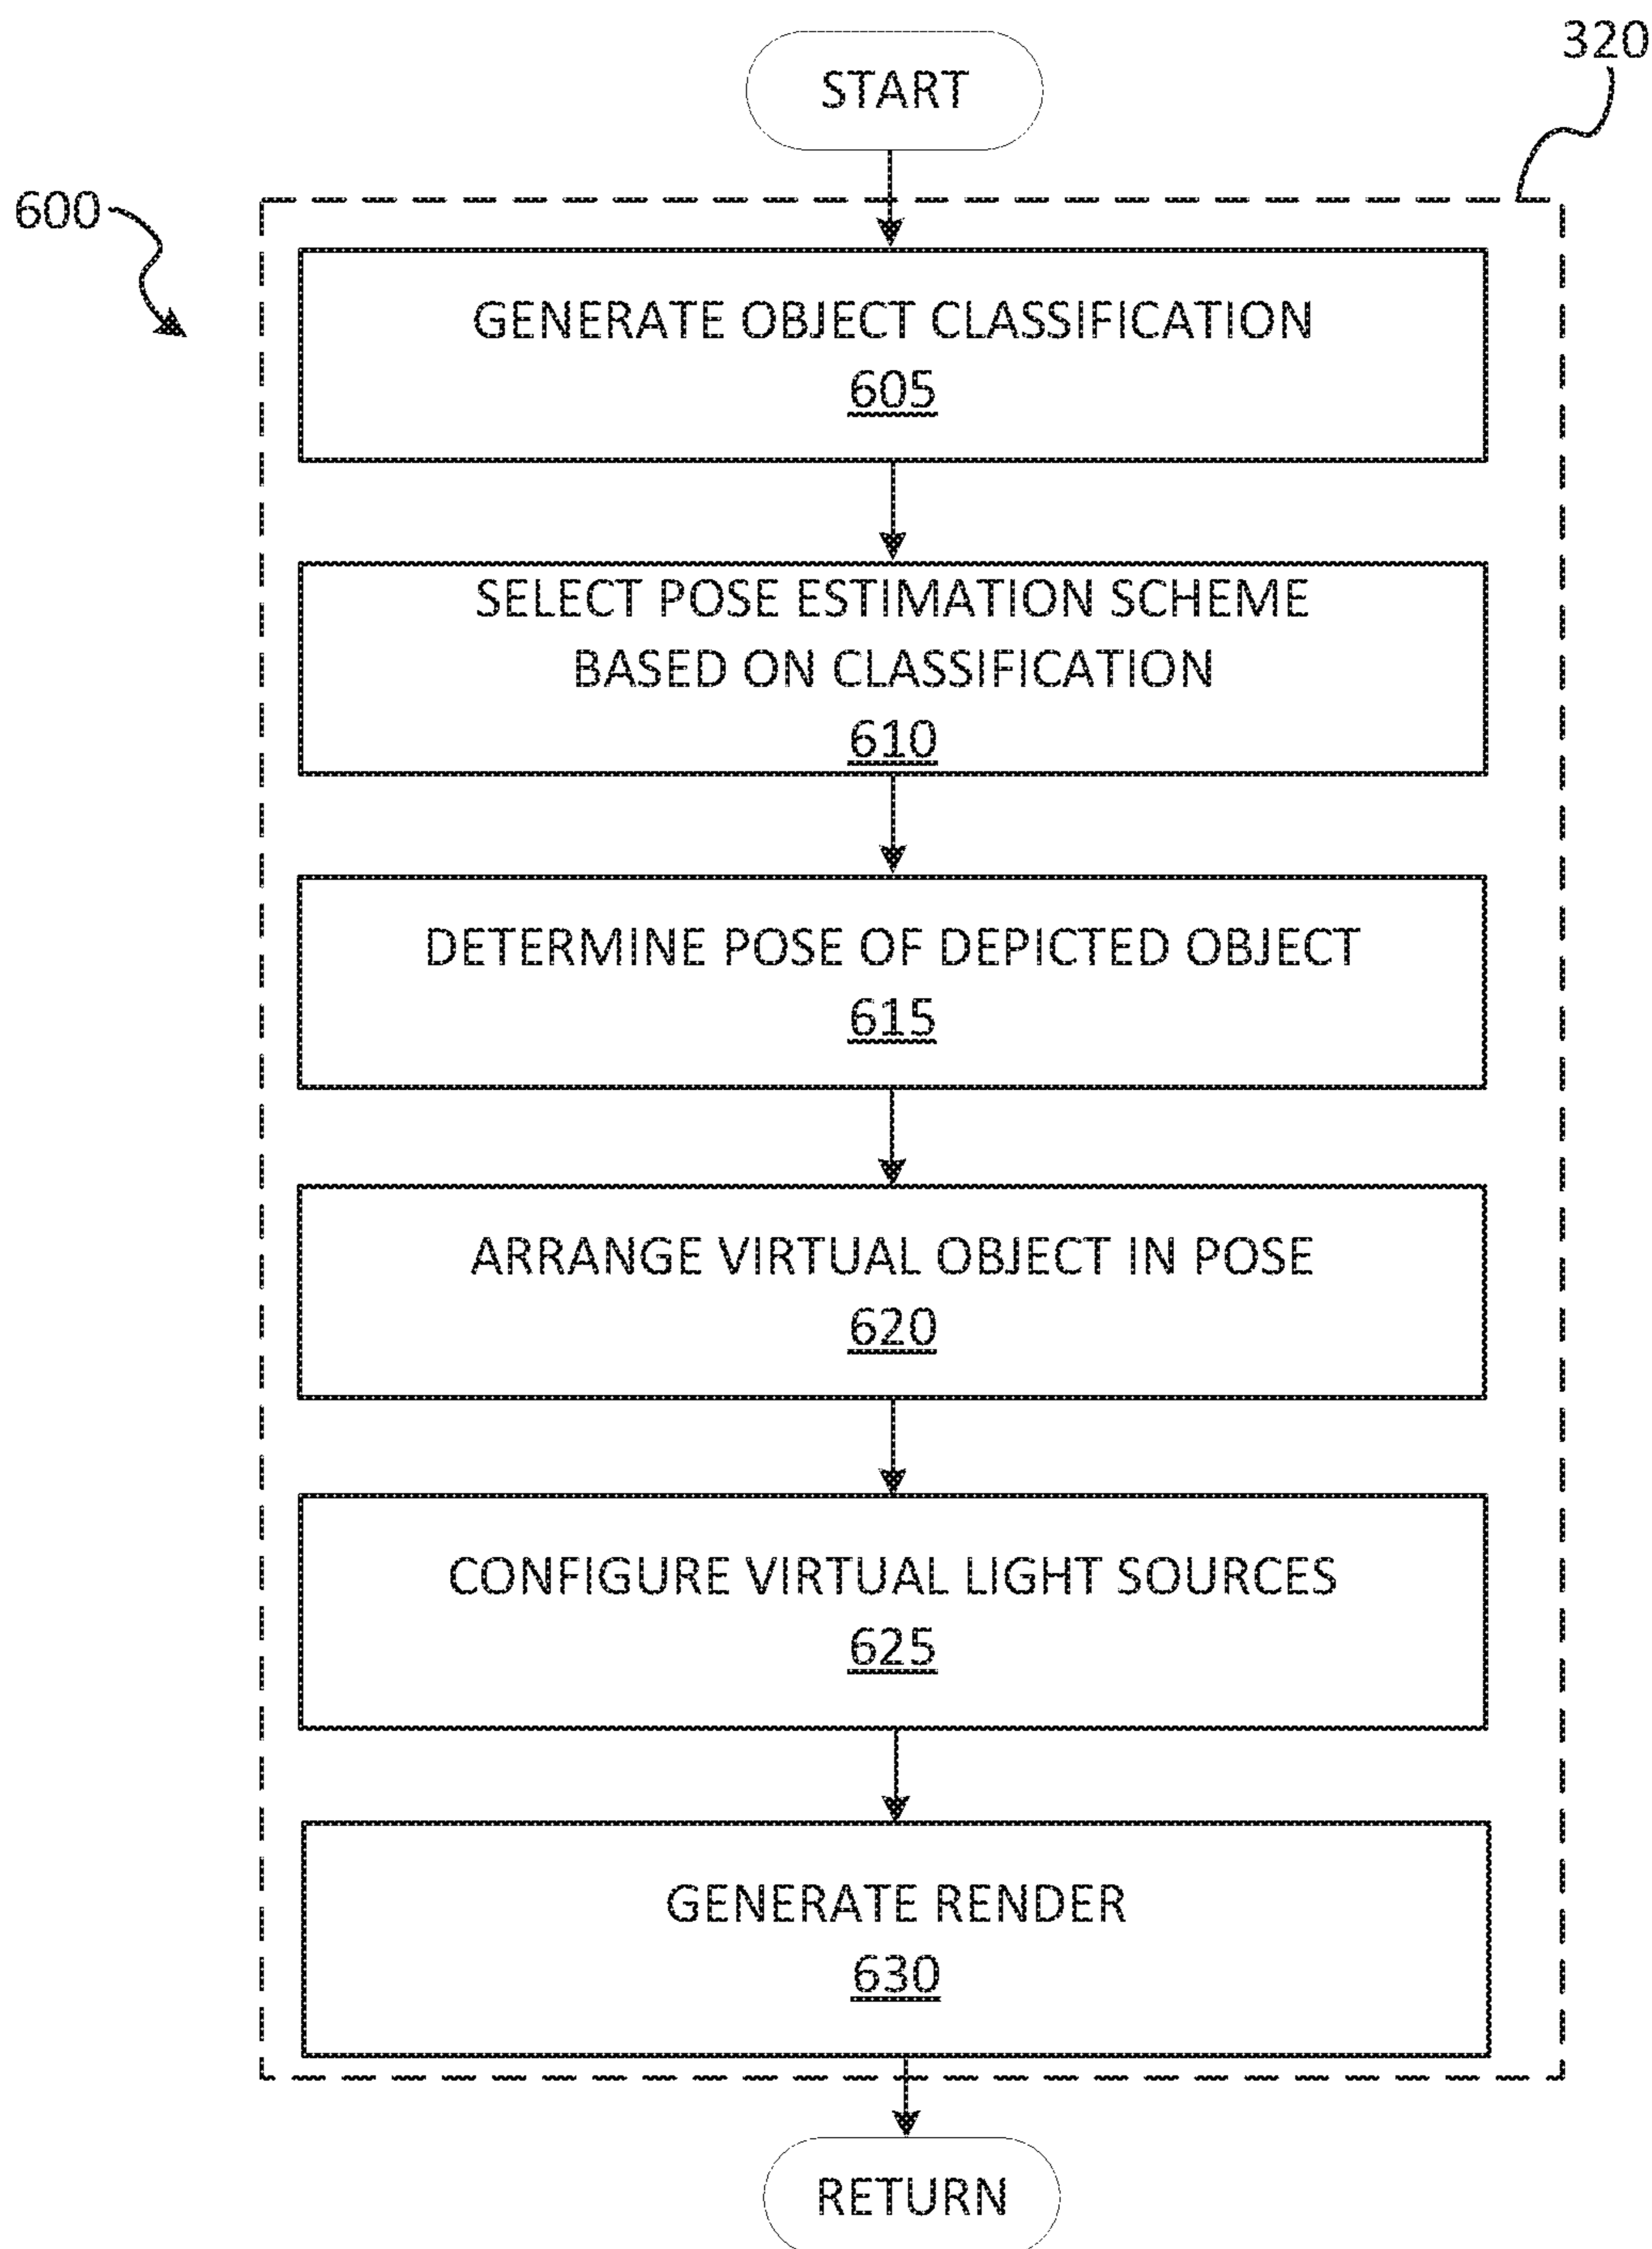 START
320
600
GENERATE OBJECT CLASSIFICATION
605
SELECT POSE ESTIMATION SCHEME
BASED ON CLASSIFICATION
610
DETERMINE POSE OF DEPICTED OBJECT
615
ARRANGE VIRTUAL OBJECT IN POSE
620
CONFIGURE VIRTUAL LIGHT SOURCES
625
GENERATE RENDER
630
RETURN